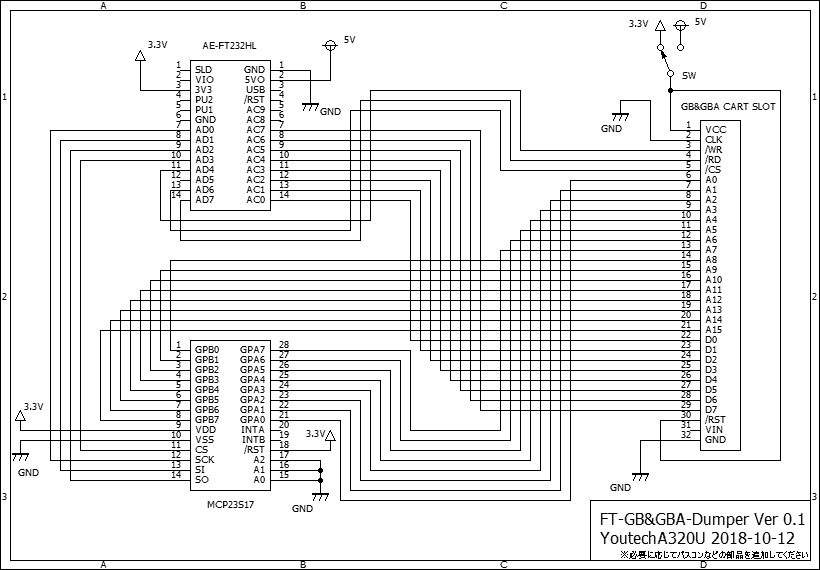 A B C D
3.3V
AE-FT232HL
5V
3.3V
5V
SW
1 SLD GND 1
2 VIO 5VO 2
3 3V3 USB 3
4 PU2 /RST 4
5 PU1 AC9 5
6 GND AC8 6
7 AD0 AC7 7
8 AD1 AC6 8
9 AD2 AC5 9
10 AD3 AC4 10
11 AD4 AC3 11
12 AD5 AC2 12
13 AD6 AC1 13
14 AD7 AC0 14
GND
GND
GB&GBA CART SLOT
1 VCC
2 CLK
3 /WR
4 /RD
5 /CS
6 A0
7 A1
8 A2
9 A3
10 A4
11 A5
12 A6
13 A7
14 A8
15 A9
16 A10
17 A11
18 A12
19 A13
20 A14
21 A15
22 D0
23 D1
24 D2
25 D3
26 D4
27 D5
28 D6
29 D7
30 /RST
31 VIN
32 GND
GND
1 GPB0 GPA7 28
2 GPB1 GPA6 27
3 GPB2 GPA5 26
4 GPB3 GPA4 25
5 GPB4 GPA3 24
6 GPB5 GPA2 23
7 GPB6 GPA1 22
8 GPB7 GPA0 21
9 VDD INTA 20
10 VSS INTB 19
11 CS /RST 18
12 SCK A2 17
13 SI A1 16
14 SO A0 15
MCP23S17
3.3V
GND
3.3V
GND
1 1
2 2
3 3
FT-GB&GBA-Dumper Ver 0.1
YoutechA320U 2018-10-12
※必要に応じてパスコンなどの部品を追加してください
A B C D